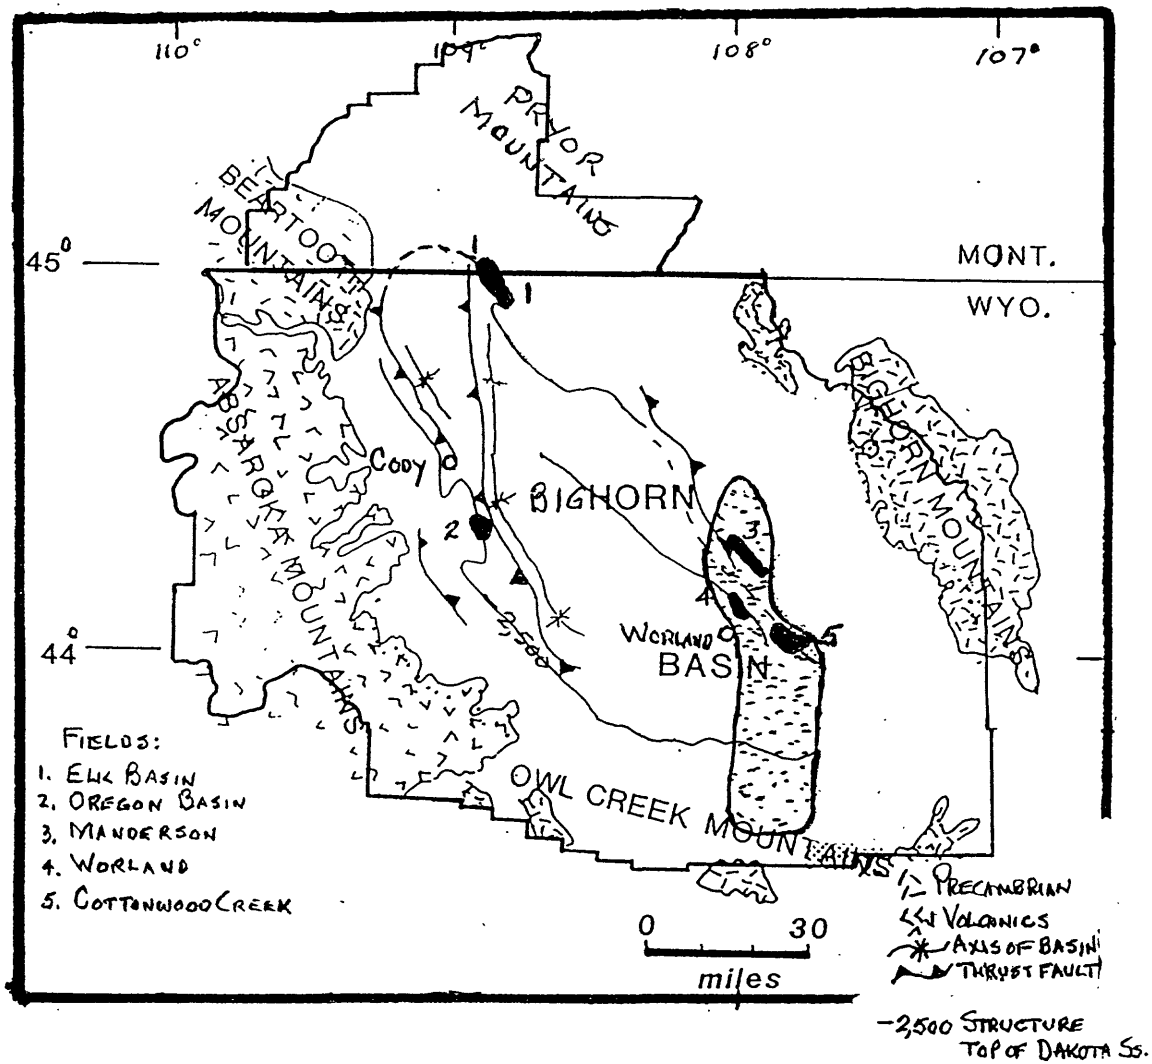 110° 109° 108° 107°
PRYOR
MOUNTAINS
BEARTOOTH
MOUNTAINS
45°
MONT.
WYO.
1
1
ABSAROKA MOUNTAINS
BIGHORN MOUNTAINS
CODY
BIGHORN
2
3
4
WORLAND
5
BASIN
44°
2,500
OWL CREEK MOUNTAINS
FIELDS:
1. ELK BASIN
2. OREGON BASIN
3. MANDERSON
4. WORLAND
5. COTTONWOOD CREEK
0 30
miles
PRECAMBRIAN
VOLCANICS
AXIS OF BASIN
THRUST FAULT
-2,500 STRUCTURE
TOP OF DAKOTA SS.